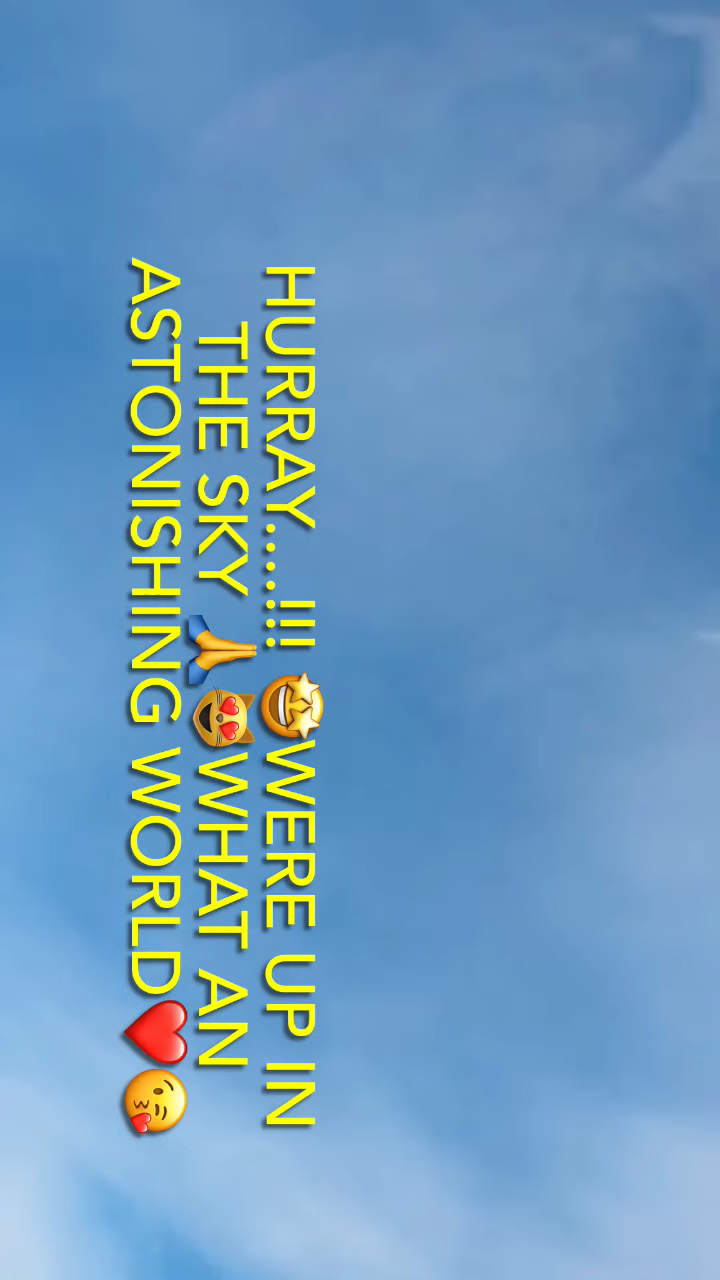 HURRAY....!!! 🤩WERE UP IN
THE SKY 🙏😻WHAT AN
ASTONISHING WORLD❤️😘